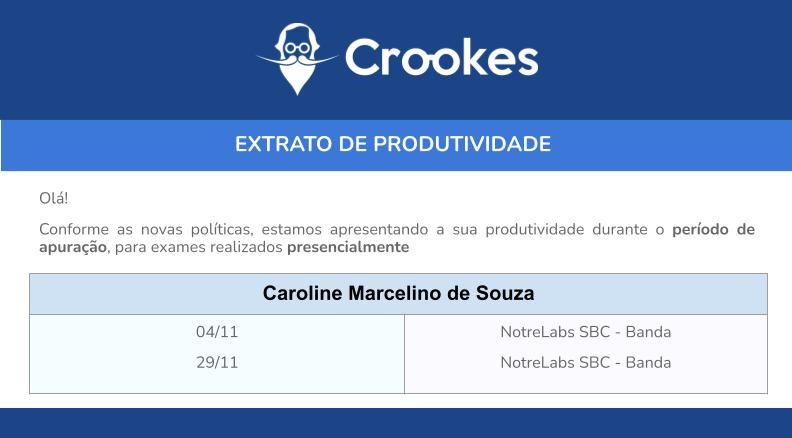 Crookes
EXTRATO DE PRODUTIVIDADE
Olá!
Conforme as novas políticas, estamos apresentando a sua produtividade durante o período de
apuração, para exames realizados presencialmente
Caroline Marcelino de Souza
04/11 NotreLabs SBC - Banda
29/11 NotreLabs SBC - Banda